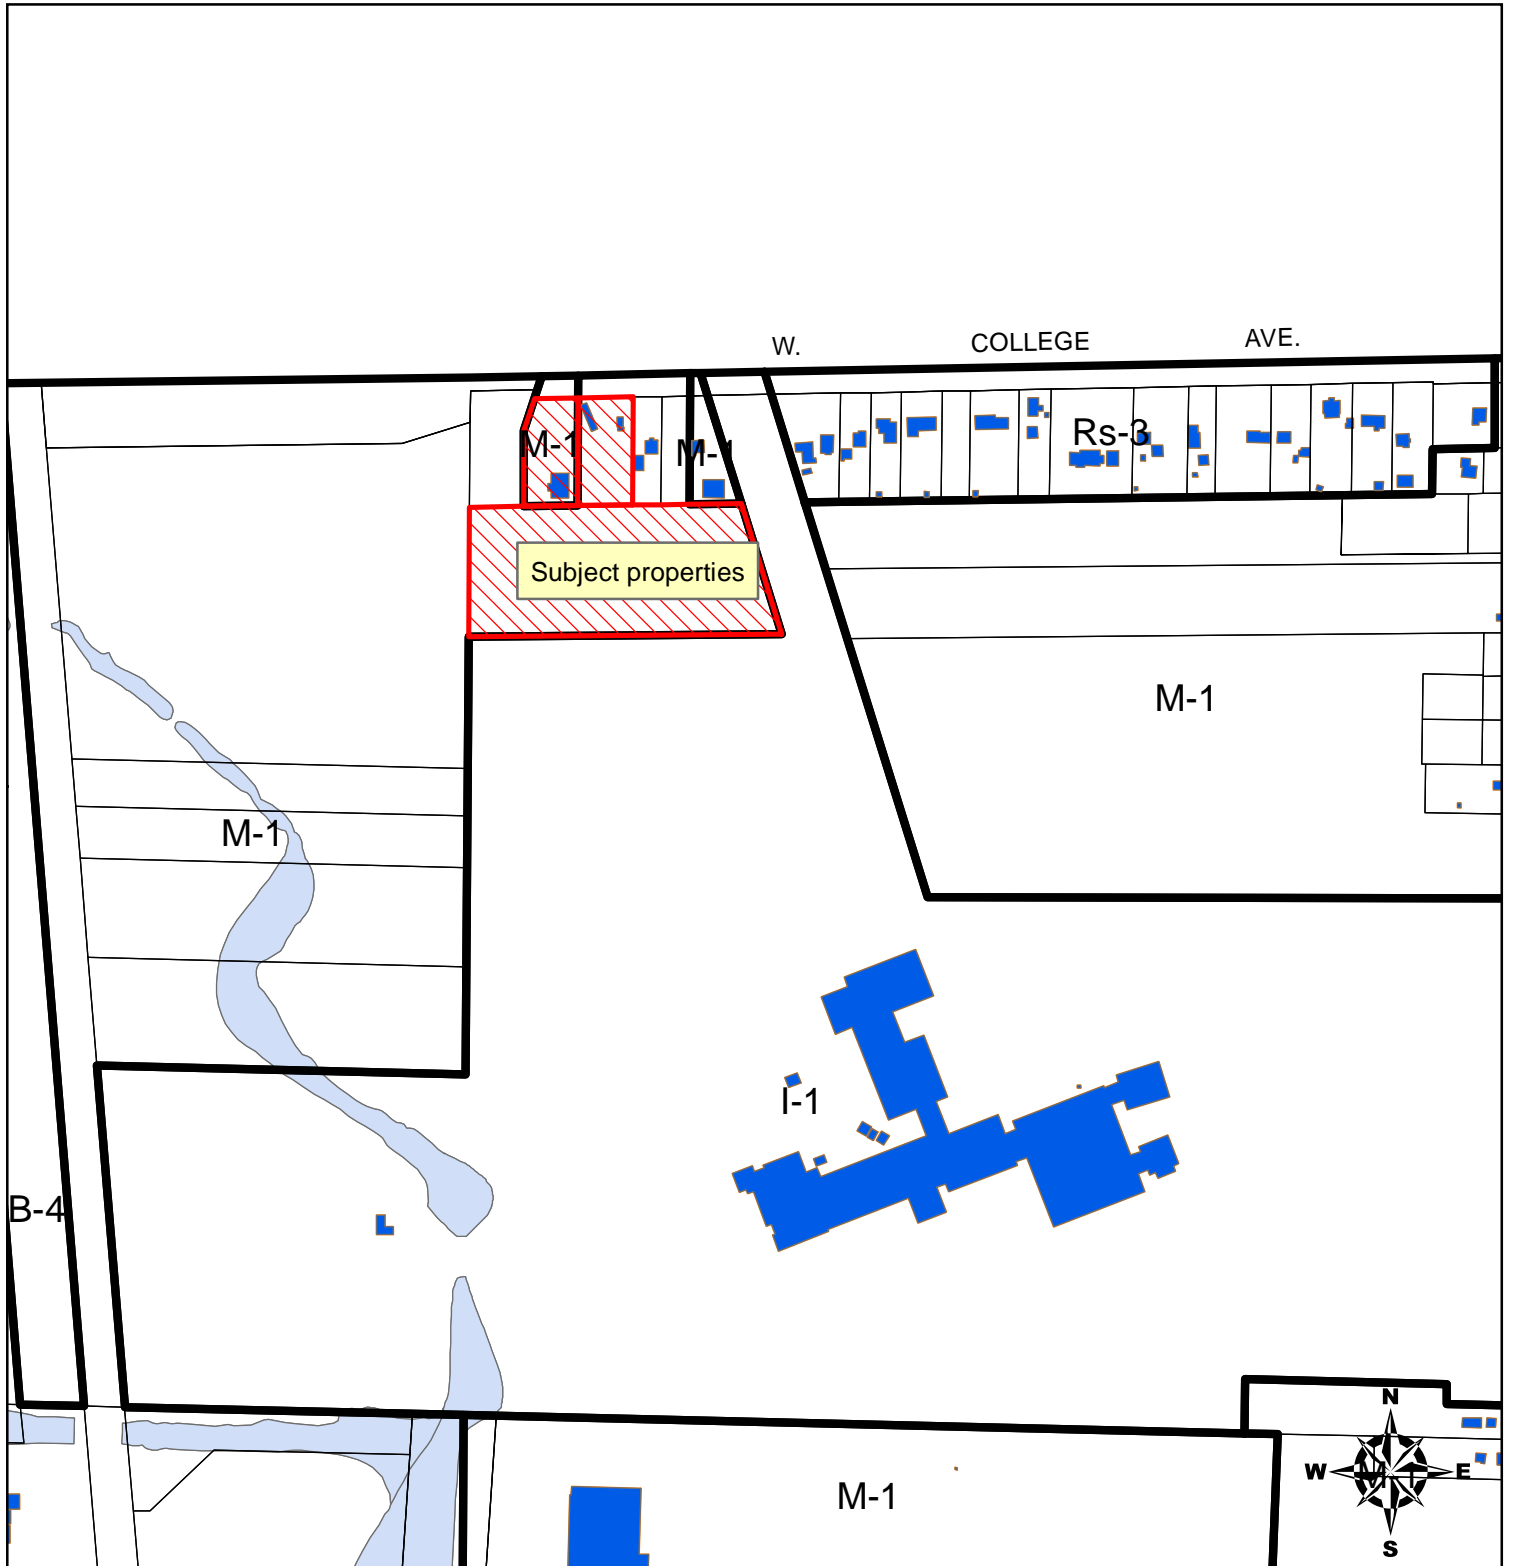 W. COLLEGE AVE.
M-1
M-1
Rs-3
Subject properties
M-1
M-1
I-1
B-4
N
W
E
S
M-1